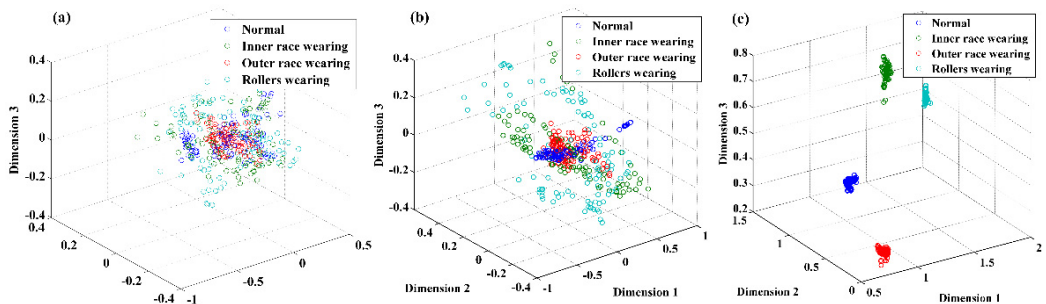 (a)
Normal
Inner race wearing
Outer race wearing
Rollers wearing
0.4
0.2
0
-0.2
-0.4
Dimension 3
0.4
0.2
0
-0.2
-0.4
-1
-0.5
0
0.5
(b)
Normal
Inner race wearing
Outer race wearing
Rollers wearing
0.4
0.2
0
-0.2
-0.4
Dimension 3
0.4
0.2
0
-0.2
-0.4
Dimension 2
-1
-0.5
0
0.5
1
Dimension 1
(c)
Normal
Inner race wearing
Outer race wearing
Rollers wearing
0.8
0.7
0.6
0.5
0.4
0.3
0.2
Dimension 3
1.5
1
0.5
0
Dimension 2
0.5
1
1.5
2
Dimension 1